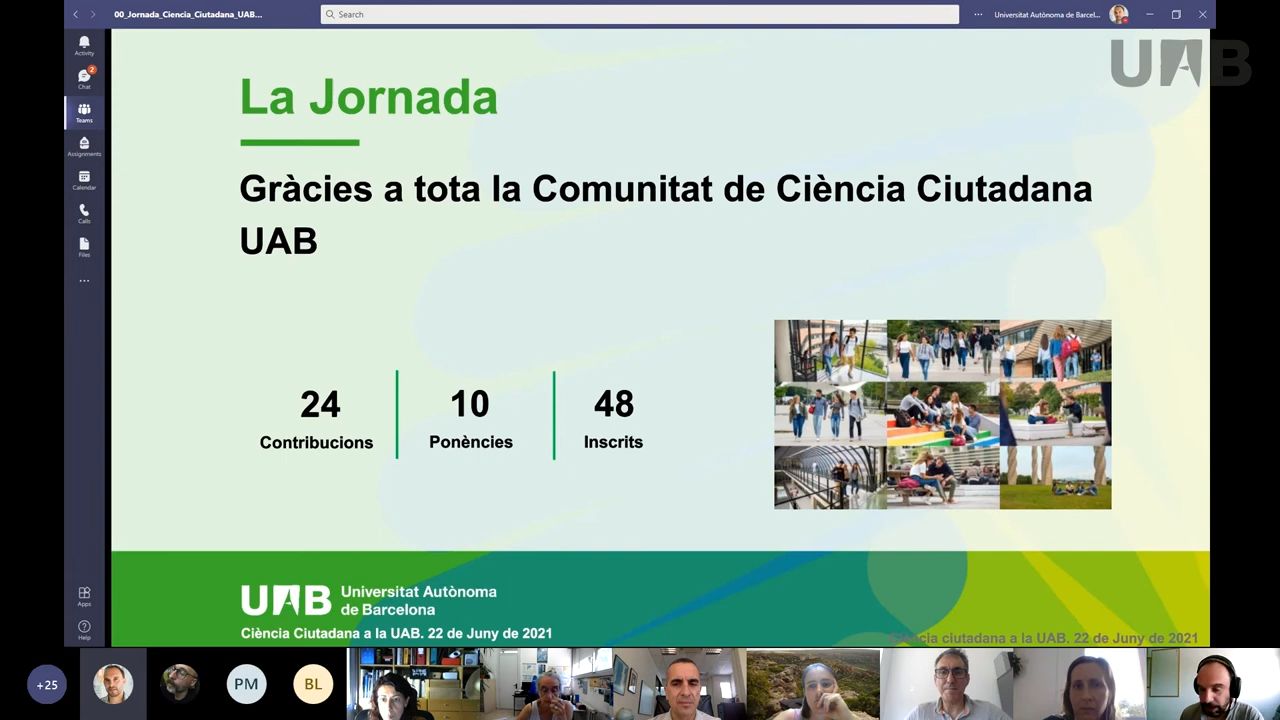 00_Jornada_Ciencia_Ciutadana_UAB...
Search
Universitat Autònoma de Barcel...
UAB
Activity
2
Chat
Teams
Assignments
Calendar
Calls
Files
Apps
Help
La Jornada
Gràcies a tota la Comunitat de Ciència Ciutadana
UAB
24
Contribucions
10
Ponències
48
Inscrits
UAB
Universitat Autònoma
de Barcelona
Ciència Ciutadana a la UAB. 22 de Juny de 2021
Ciència ciutadana a la UAB. 22 de Juny de 2021
+25
PM
BL